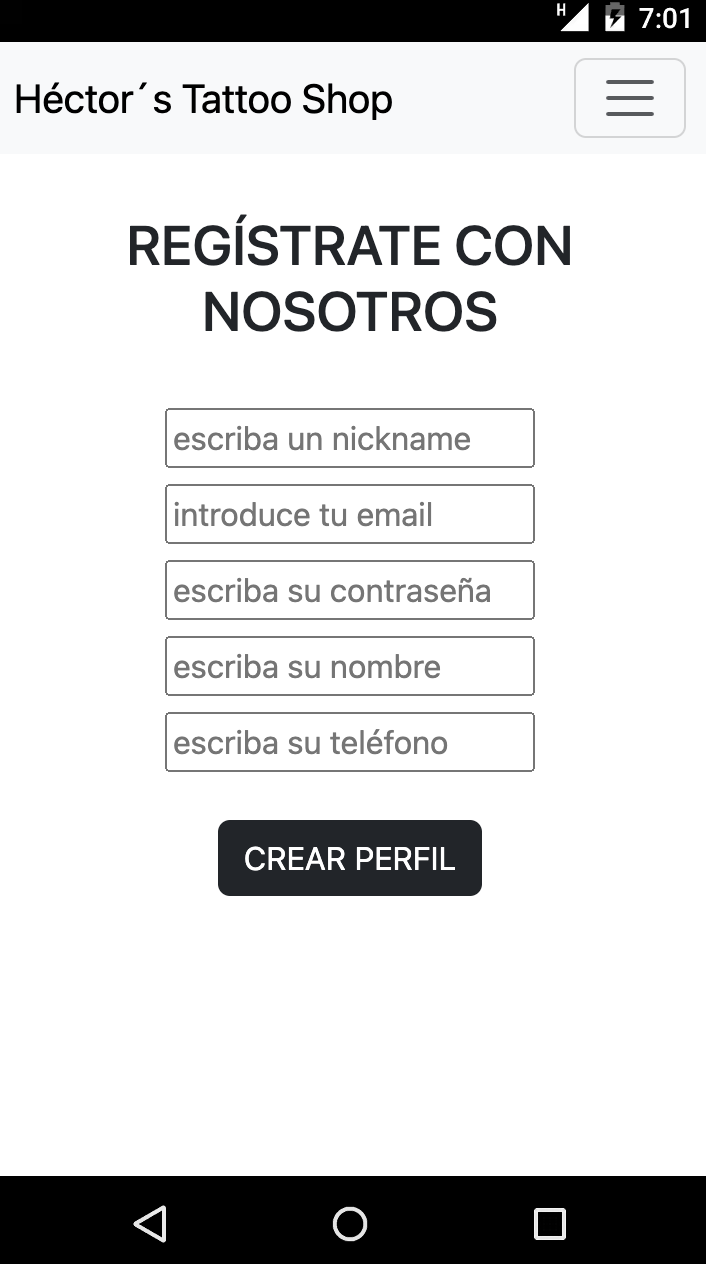 H 7:01
Héctor´s Tattoo Shop
REGÍSTRATE CON
NOSOTROS
escriba un nickname
introduce tu email
escriba su contraseña
escriba su nombre
escriba su teléfono
CREAR PERFIL